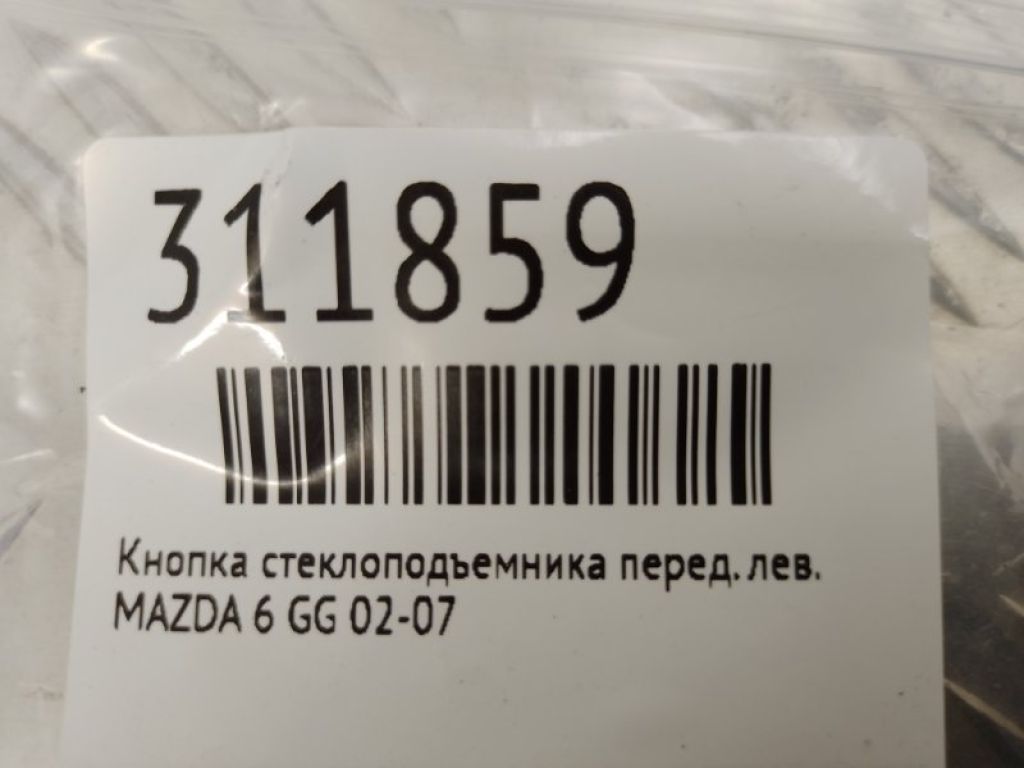 311859
Кнопка стеклоподъемника перед. лев.
MAZDA 6 GG 02-07